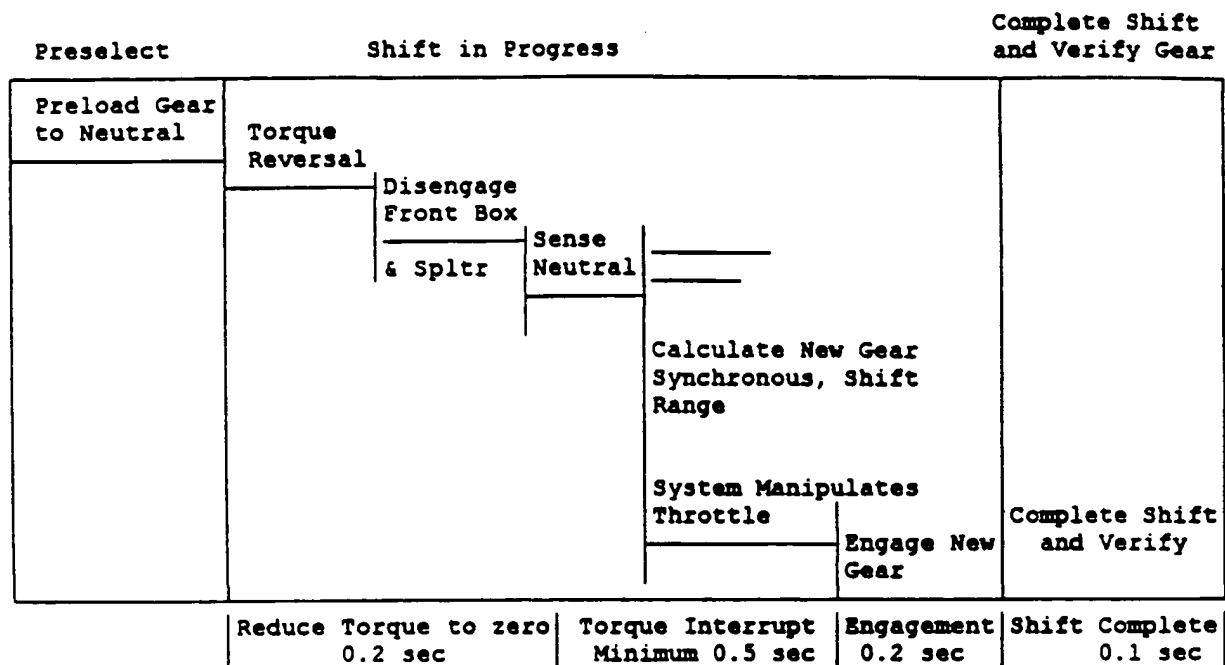 Preselect
Shift in Progress
Complete Shift
and Verify Gear
Preload Gear
to Neutral
Torque
Reversal
Disengage
Front Box
& Spltr
Sense
Neutral
Calculate New Gear
Synchronous, Shift
Range
System Manipulates
Throttle
Engage New
Gear
Complete Shift
and Verify
Reduce Torque to zero
0.2 sec
Torque Interrupt
Minimum 0.5 sec
Engagement
0.2 sec
Shift Complete
0.1 sec